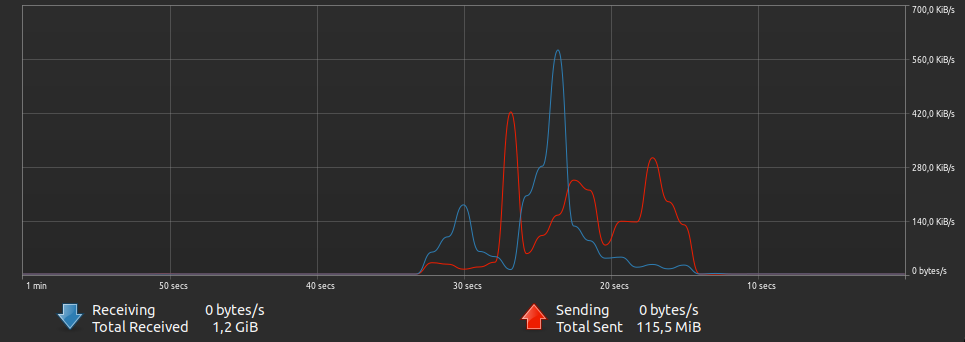 700,0 KiB/s
560,0 KiB/s
420,0 KiB/s
280,0 KiB/s
140,0 KiB/s
0 bytes/s
1 min 50 secs 40 secs 30 secs 20 secs 10 secs
Receiving 0 bytes/s Sending 0 bytes/s
Total Received 1,2 GiB Total Sent 115,5 MiB